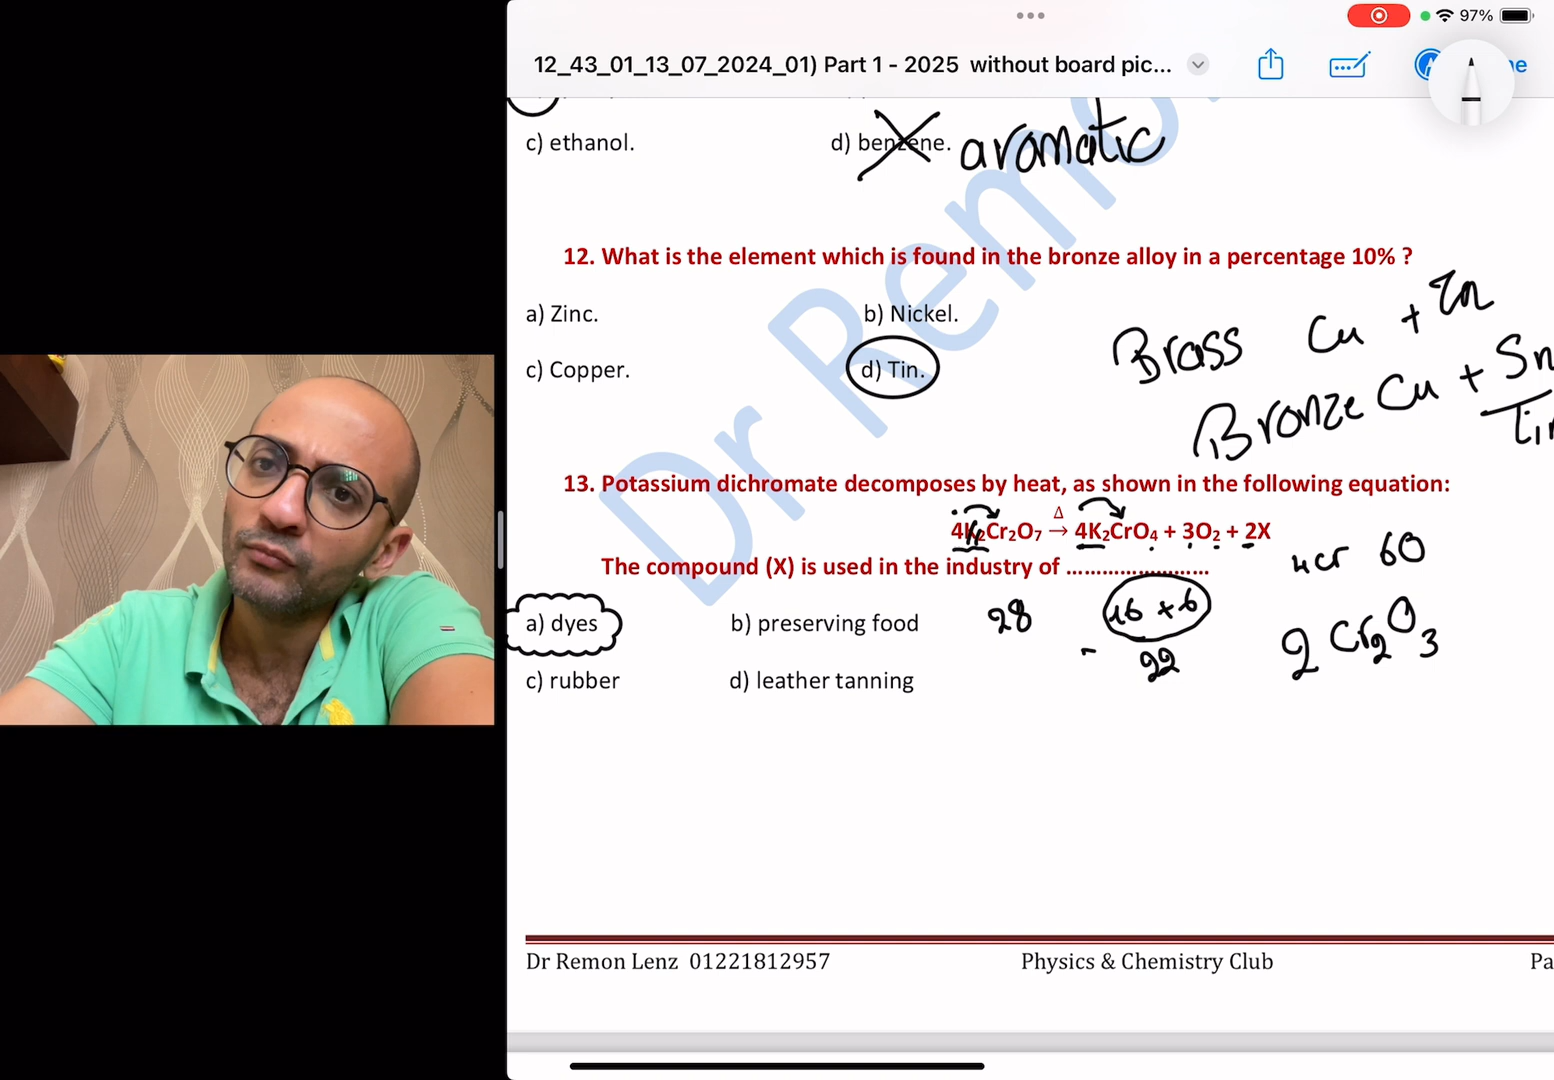 97%
12_43_01_13_07_2024_01) Part 1 - 2025 without board pic...
c) ethanol. d) benzene. aromatic
12. What is the element which is found in the bronze alloy in a percentage 10% ?
a) Zinc. b) Nickel.
Brass Cu + Zn
c) Copper. d) Tin.
Bronze Cu + Sn
13. Potassium dichromate decomposes by heat, as shown in the following equation:
4K₂Cr₂O₇ Δ→ 4K₂CrO₄ + 3O₂ + 2X
4Cr 6O
The compound (X) is used in the industry of ........................
a) dyes b) preserving food 28 16 + 6
- 22
2 Cr₂O₃
c) rubber d) leather tanning
Dr Remon
Dr Remon Lenz 01221812957 Physics & Chemistry Club